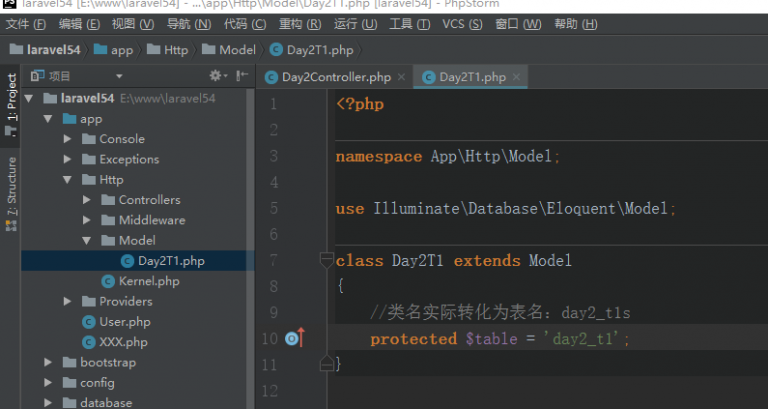 laravel54 [E:\www\laravel54] - ...\app\Http\Model\Day2T1.php [laravel54] - PhpStorm
文件 (F) 编辑 (E) 视图 (V) 导航 (N) 代码 (C) 重构 (R) 运行 (U) 工具 (T) VCS (S) 窗口 (W) 帮助 (H)
laravel54 app Http Model Day2T1.php
项目
Day2Controller.php Day2T1.php
1: Project
7: Structure
laravel54 E:\www\laravel54
app
Console
Exceptions
Http
Controllers
Middleware
Model
Day2T1.php
Kernel.php
Providers
User.php
XXX.php
bootstrap
config
database
1 <?php
2
3 namespace App\Http\Model;
4
5 use Illuminate\Database\Eloquent\Model;
6
7 class Day2T1 extends Model
8 {
9 //类名实际转化为表名：day2_t1s
10 protected $table = 'day2_t1';
11 }
12